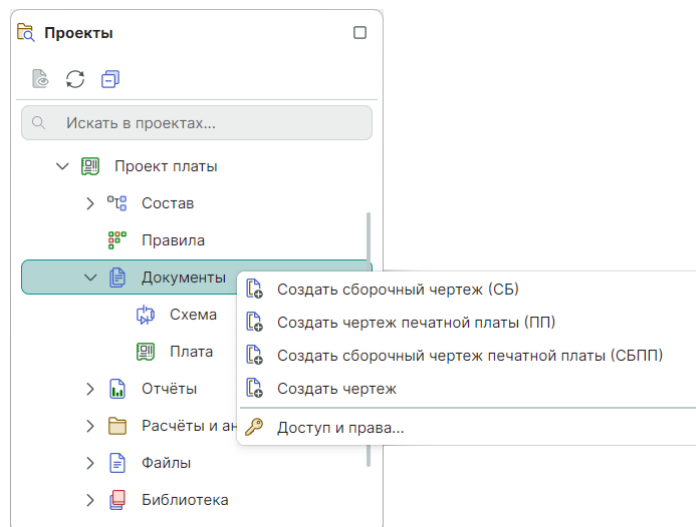 Проекты
Искать в проектах...
Проект платы
Состав
Правила
Документы
Создать сборочный чертеж (СБ)
Схема
Создать чертеж печатной платы (ПП)
Плата
Создать сборочный чертеж печатной платы (СБПП)
Отчёты
Создать чертеж
Расчёты и ан
Доступ и права...
Файлы
Библиотека